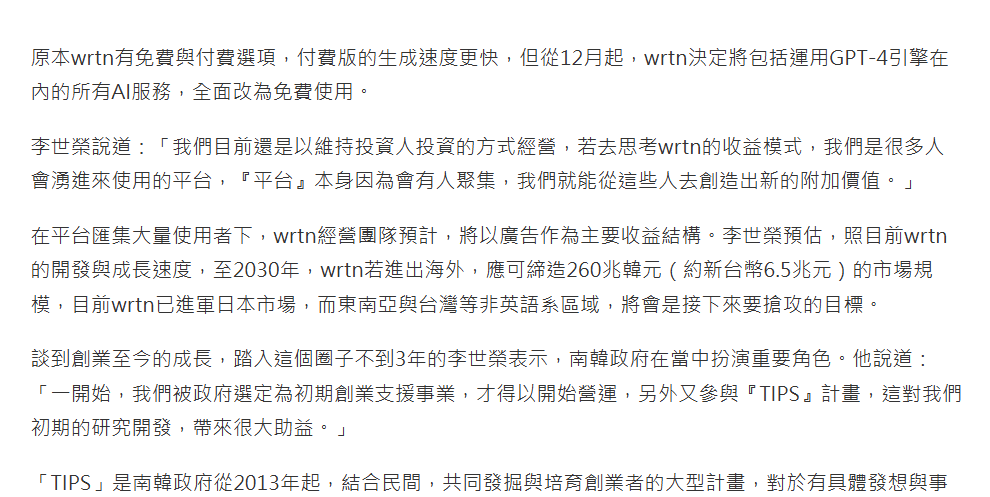 原本wrtn有免費與付費選項，付費版的生成速度更快，但從12月起，wrtn決定將包括運用GPT-4引擎在
內的所有AI服務，全面改為免費使用。
李世榮說道：「我們目前還是以維持投資人投資的方式經營，若去思考wrtn的收益模式，我們是很多人
會湧進來使用的平台，『平台』本身因為會有人聚集，我們就能從這些人去創造出新的附加價值。」
在平台匯集大量使用者下，wrtn經營團隊預計，將以廣告作為主要收益結構。李世榮預估，照目前wrtn
的開發與成長速度，至2030年，wrtn若進出海外，應可締造260兆韓元（約新台幣6.5兆元）的市場規
模，目前wrtn已進軍日本市場，而東南亞與台灣等非英語系區域，將會是接下來要搶攻的目標。
談到創業至今的成長，踏入這個圈子不到3年的李世榮表示，南韓政府在當中扮演重要角色。他說道：
「一開始，我們被政府選定為初期創業支援事業，才得以開始營運，另外又參與『TIPS』計畫，這對我們
初期的研究開發，帶來很大助益。」
「TIPS」是南韓政府從2013年起，結合民間，共同發掘與培育創業者的大型計畫，對於有具體發想與事